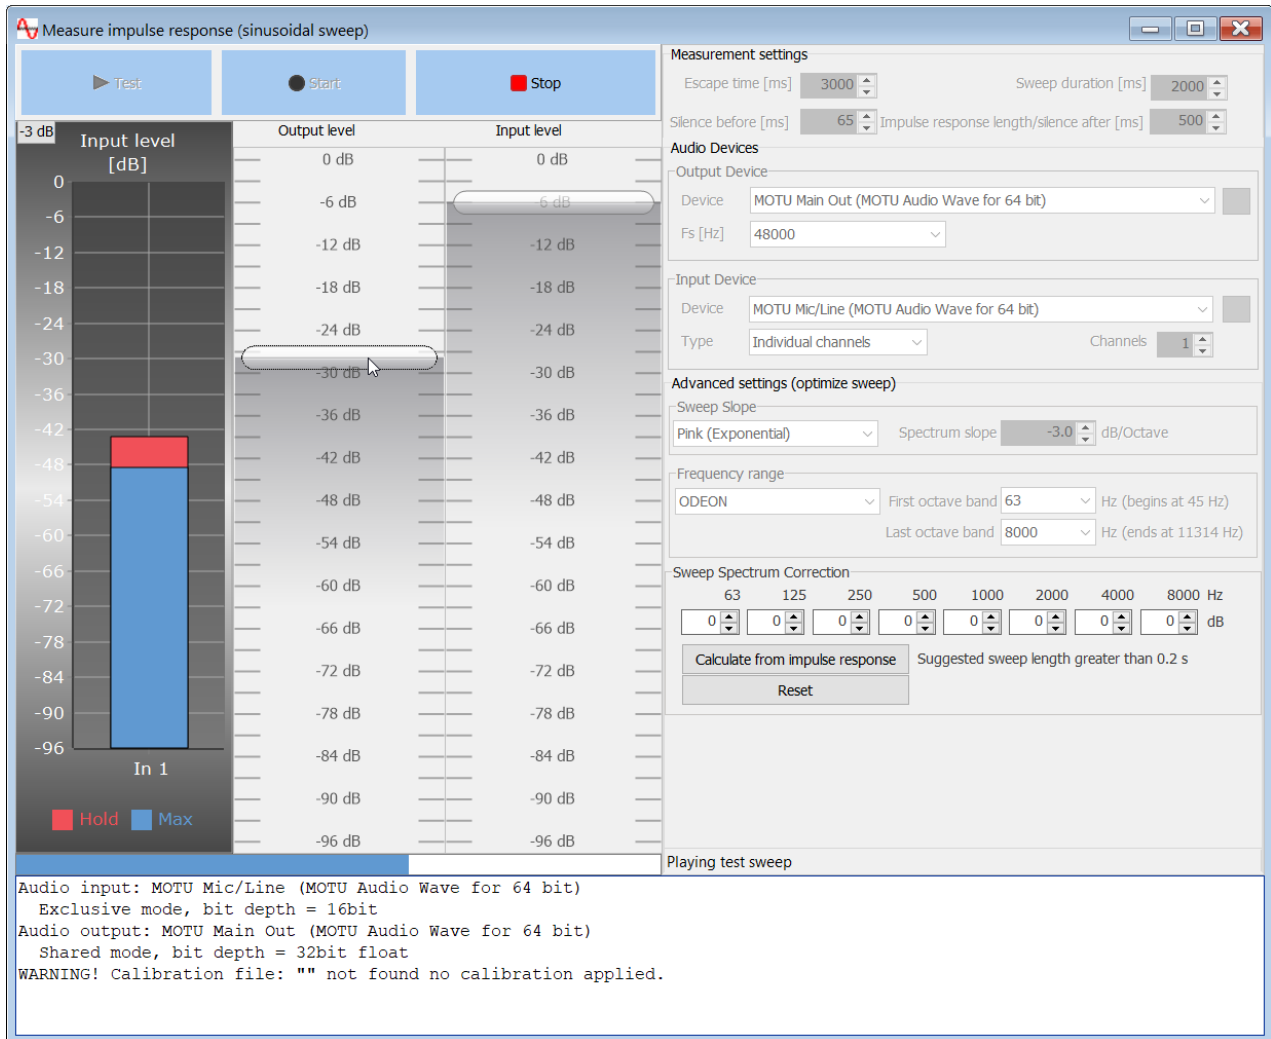 Measure impulse response (sinusoidal sweep)
Test
Start
Stop
-3 dB
Input level
[dB]
0
-6
-12
-18
-24
-30
-36
-42
-48
-54
-60
-66
-72
-78
-84
-90
-96
In 1
Hold Max
Output level
0 dB
-6 dB
-12 dB
-18 dB
-24 dB
-30 dB
-36 dB
-42 dB
-48 dB
-54 dB
-60 dB
-66 dB
-72 dB
-78 dB
-84 dB
-90 dB
-96 dB
Input level
0 dB
-6 dB
-12 dB
-18 dB
-24 dB
-30 dB
-36 dB
-42 dB
-48 dB
-54 dB
-60 dB
-66 dB
-72 dB
-78 dB
-84 dB
-90 dB
-96 dB
Measurement settings
Escape time [ms] 3000 Sweep duration [ms] 2000
Silence before [ms] 65 Impulse response length/silence after [ms] 500
Audio Devices
Output Device
Device MOTU Main Out (MOTU Audio Wave for 64 bit)
Fs [Hz] 48000
Input Device
Device MOTU Mic/Line (MOTU Audio Wave for 64 bit)
Type Individual channels Channels 1
Advanced settings (optimize sweep)
Sweep Slope
Pink (Exponential) Spectrum slope -3.0 dB/Octave
Frequency range
ODEON First octave band 63 Hz (begins at 45 Hz)
Last octave band 8000 Hz (ends at 11314 Hz)
Sweep Spectrum Correction
63 125 250 500 1000 2000 4000 8000 Hz
0 0 0 0 0 0 0 0 dB
Calculate from impulse response Suggested sweep length greater than 0.2 s
Reset
Playing test sweep
Audio input: MOTU Mic/Line (MOTU Audio Wave for 64 bit)
Exclusive mode, bit depth = 16bit
Audio output: MOTU Main Out (MOTU Audio Wave for 64 bit)
Shared mode, bit depth = 32bit float
WARNING! Calibration file: "" not found no calibration applied.